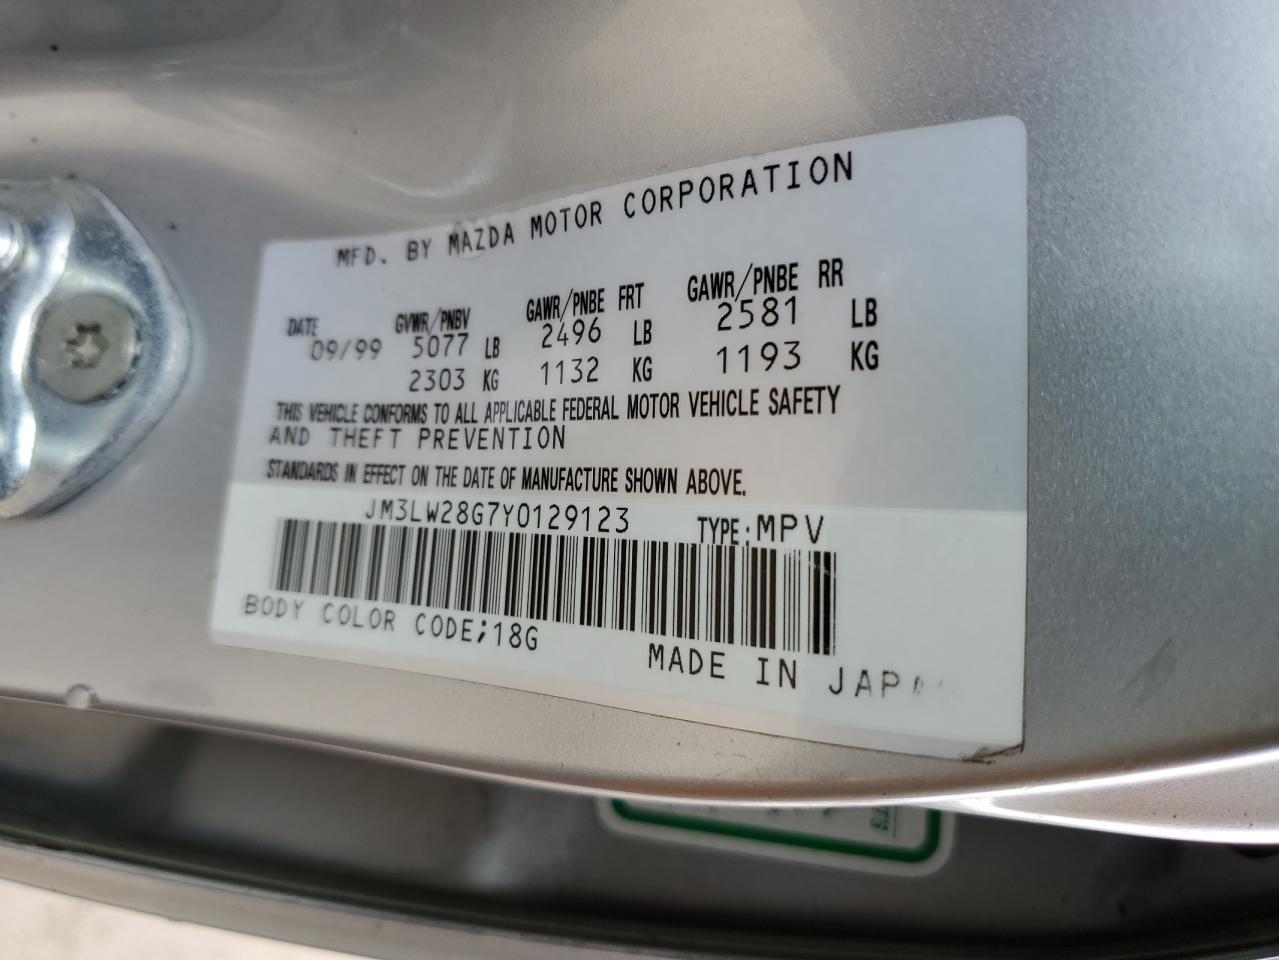 MFD. BY MAZDA MOTOR CORPORATION
DATE GVWR/PNBV GAWR/PNBE FRT GAWR/PNBE RR
09/99 5077 LB 2496 LB 2581 LB
2303 KG 1132 KG 1193 KG
THIS VEHICLE CONFORMS TO ALL APPLICABLE FEDERAL MOTOR VEHICLE SAFETY
AND THEFT PREVENTION
STANDARDS IN EFFECT ON THE DATE OF MANUFACTURE SHOWN ABOVE.
JM3LW28G7Y0129123 TYPE:MPV
BODY COLOR CODE;18G
MADE IN JAP